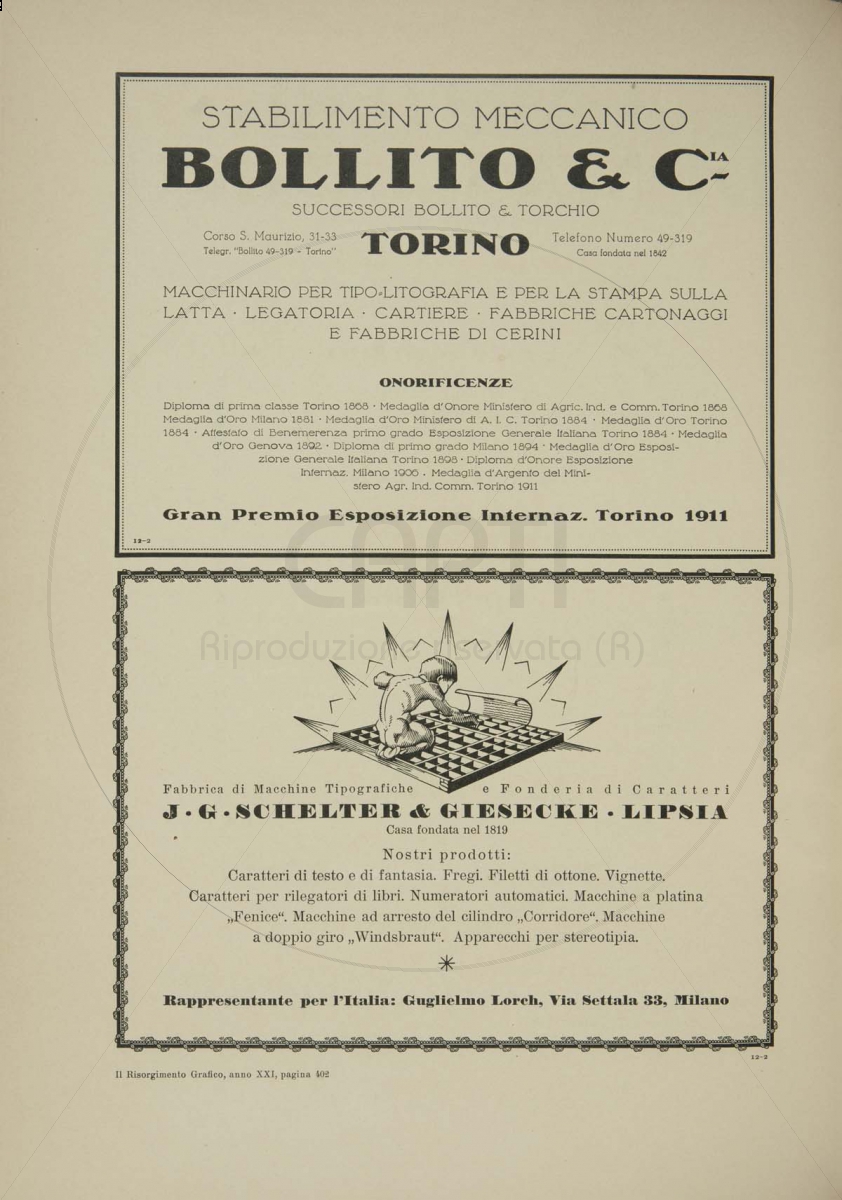 STABILIMENTO MECCANICO
BOLLITO & C.IA
SUCCESSORI BOLLITO & TORCHIO
Corso S. Maurizio, 31-33
Telegr. "Bollito 49-319 - Torino"
TORINO
Telefono Numero 49-319
Casa fondata nel 1842
MACCHINARIO PER TIPO-LITOGRAFIA E PER LA STAMPA SULLA
LATTA · LEGATORIA · CARTIERE · FABBRICHE CARTONAGGI
E FABBRICHE DI CERINI
ONORIFICENZE
Diploma di prima classe Torino 1868 · Medaglia d'Onore Ministero di Agric. Ind. e Comm. Torino 1868
Medaglia d'Oro Milano 1881 · Medaglia d'Oro Ministero di A. I. C. Torino 1884 · Medaglia d'Oro Torino
1884 · Attestato di Benemerenza primo grado Esposizione Generale Italiana Torino 1884 · Medaglia
d'Oro Genova 1892 · Diploma di primo grado Milano 1894 · Medaglia d'Oro Esposi-
zione Generale Italiana Torino 1898 · Diploma d'Onore Esposizione
Internaz. Milano 1906 . Medaglia d'Argento del Mini-
stero Agr. Ind. Comm. Torino 1911
Gran Premio Esposizione Internaz. Torino 1911
12-2
CARTI
Riproduzione riservata (R)
Fabbrica di Macchine Tipografiche e Fonderia di Caratteri
J · G · SCHELTER & GIESECKE · LIPSIA
Casa fondata nel 1819
Nostri prodotti:
Caratteri di testo e di fantasia. Fregi. Filetti di ottone. Vignette.
Caratteri per rilegatori di libri. Numeratori automatici. Macchine a platina
„Fenice“. Macchine ad arresto del cilindro „Corridore“. Macchine
a doppio giro „Windsbraut“. Apparecchi per stereotipia.
Rappresentante per l'Italia: Guglielmo Lorch, Via Settala 33, Milano
12-2
Il Risorgimento Grafico, anno XXI, pagina 402